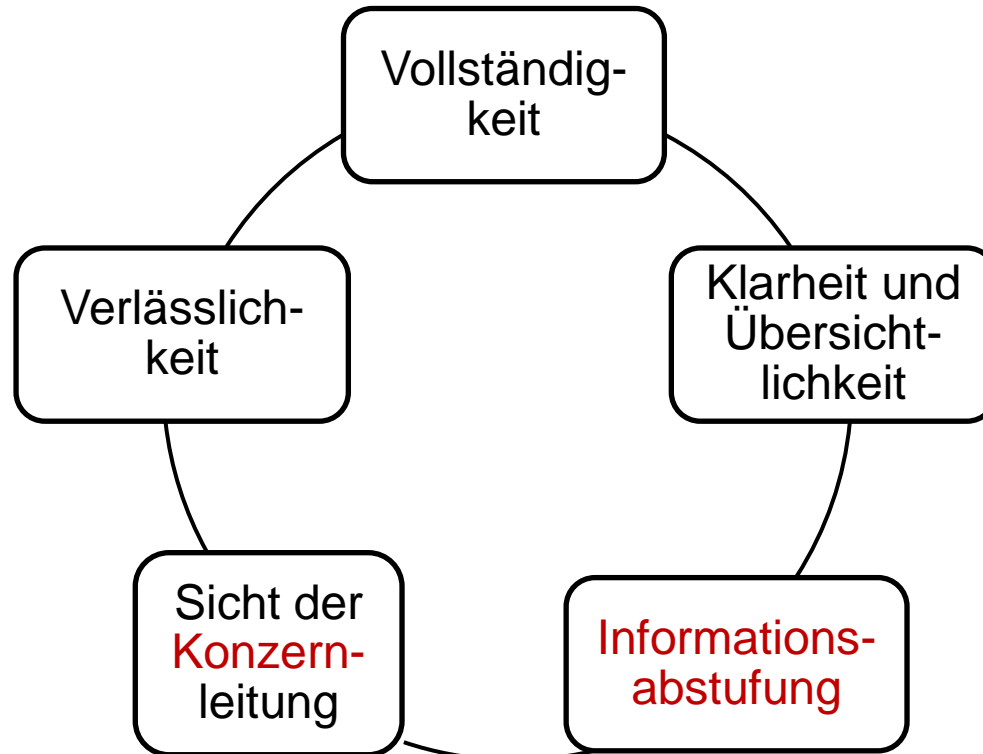 Vollständig-
keit
Verlässlich-
keit
Klarheit und
Übersicht-
lichkeit
Sicht der
Konzern-
leitung
Informations-
abstufung